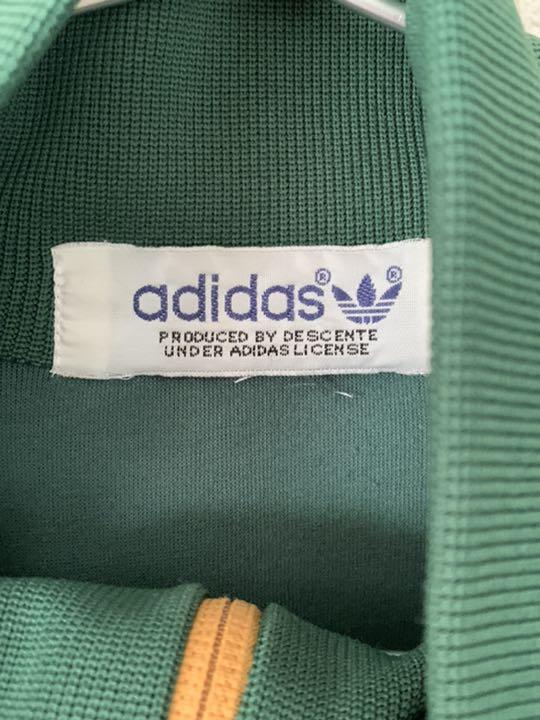 adidas® ®
PRODUCED BY DESCENTE
UNDER ADIDAS LICENSE